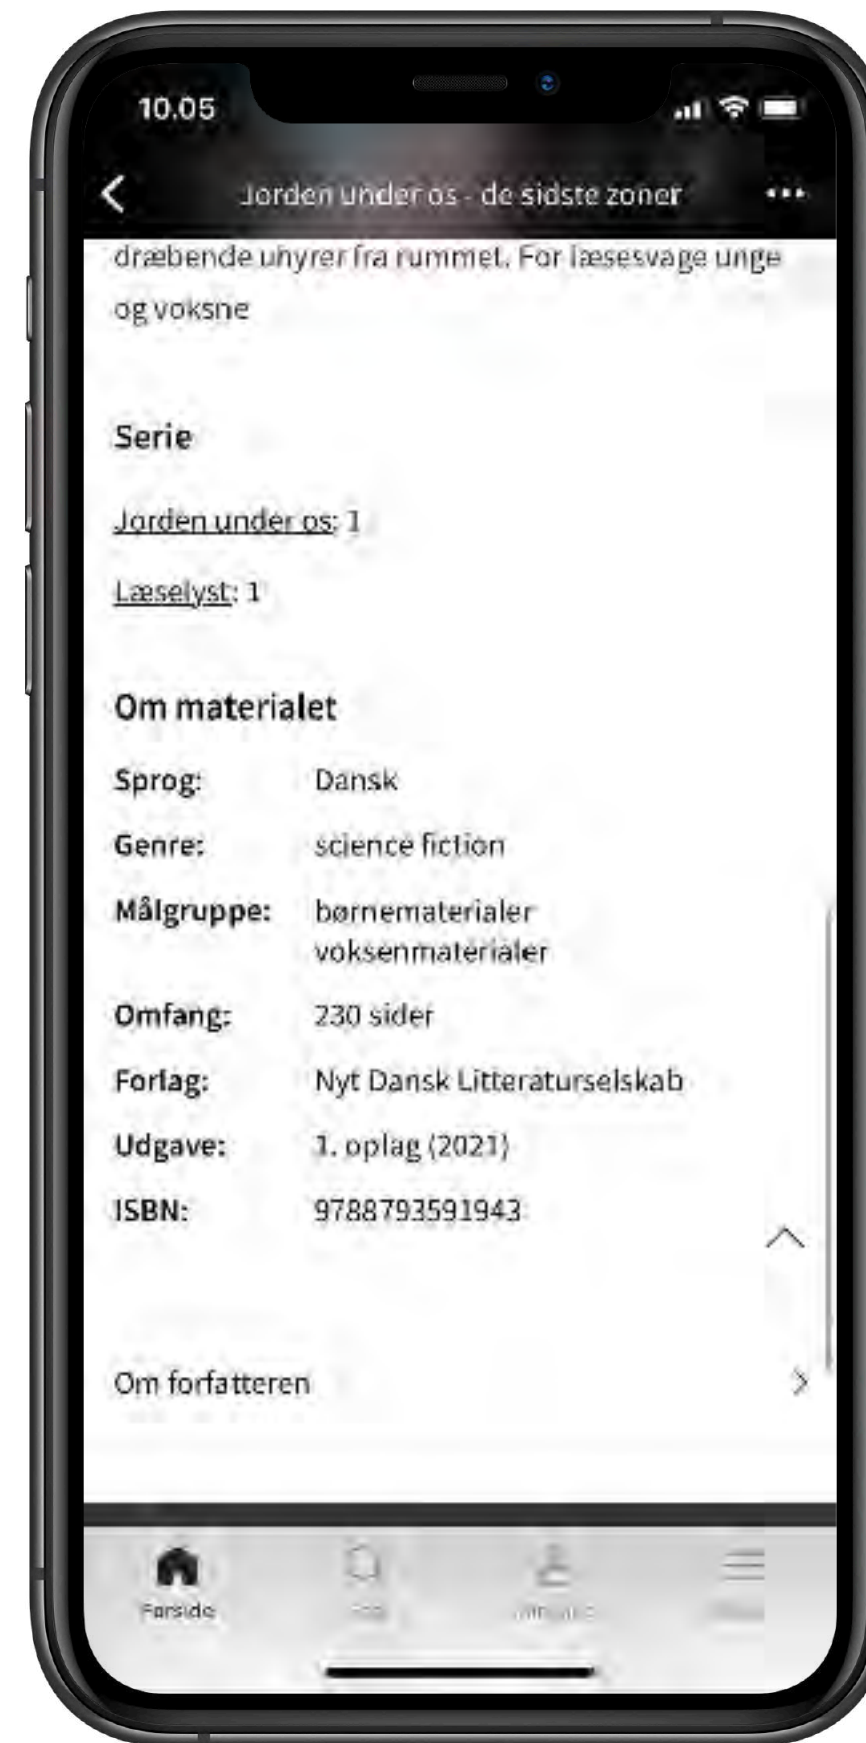 10.05
Jorden under os - de sidste zoner
dræbende uhyrer fra rummet. For læsesvage unge
og voksne
Serie
Jorden under os: 1
Læselyst: 1
Om materialet
Sprog: Dansk
Genre: science fiction
Målgruppe: børnematerialer
voksenmaterialer
Omfang: 230 sider
Forlag: Nyt Dansk Litteraturselskab
Udgave: 1. oplag (2021)
ISBN: 9788793591943
Om forfatteren
Forside